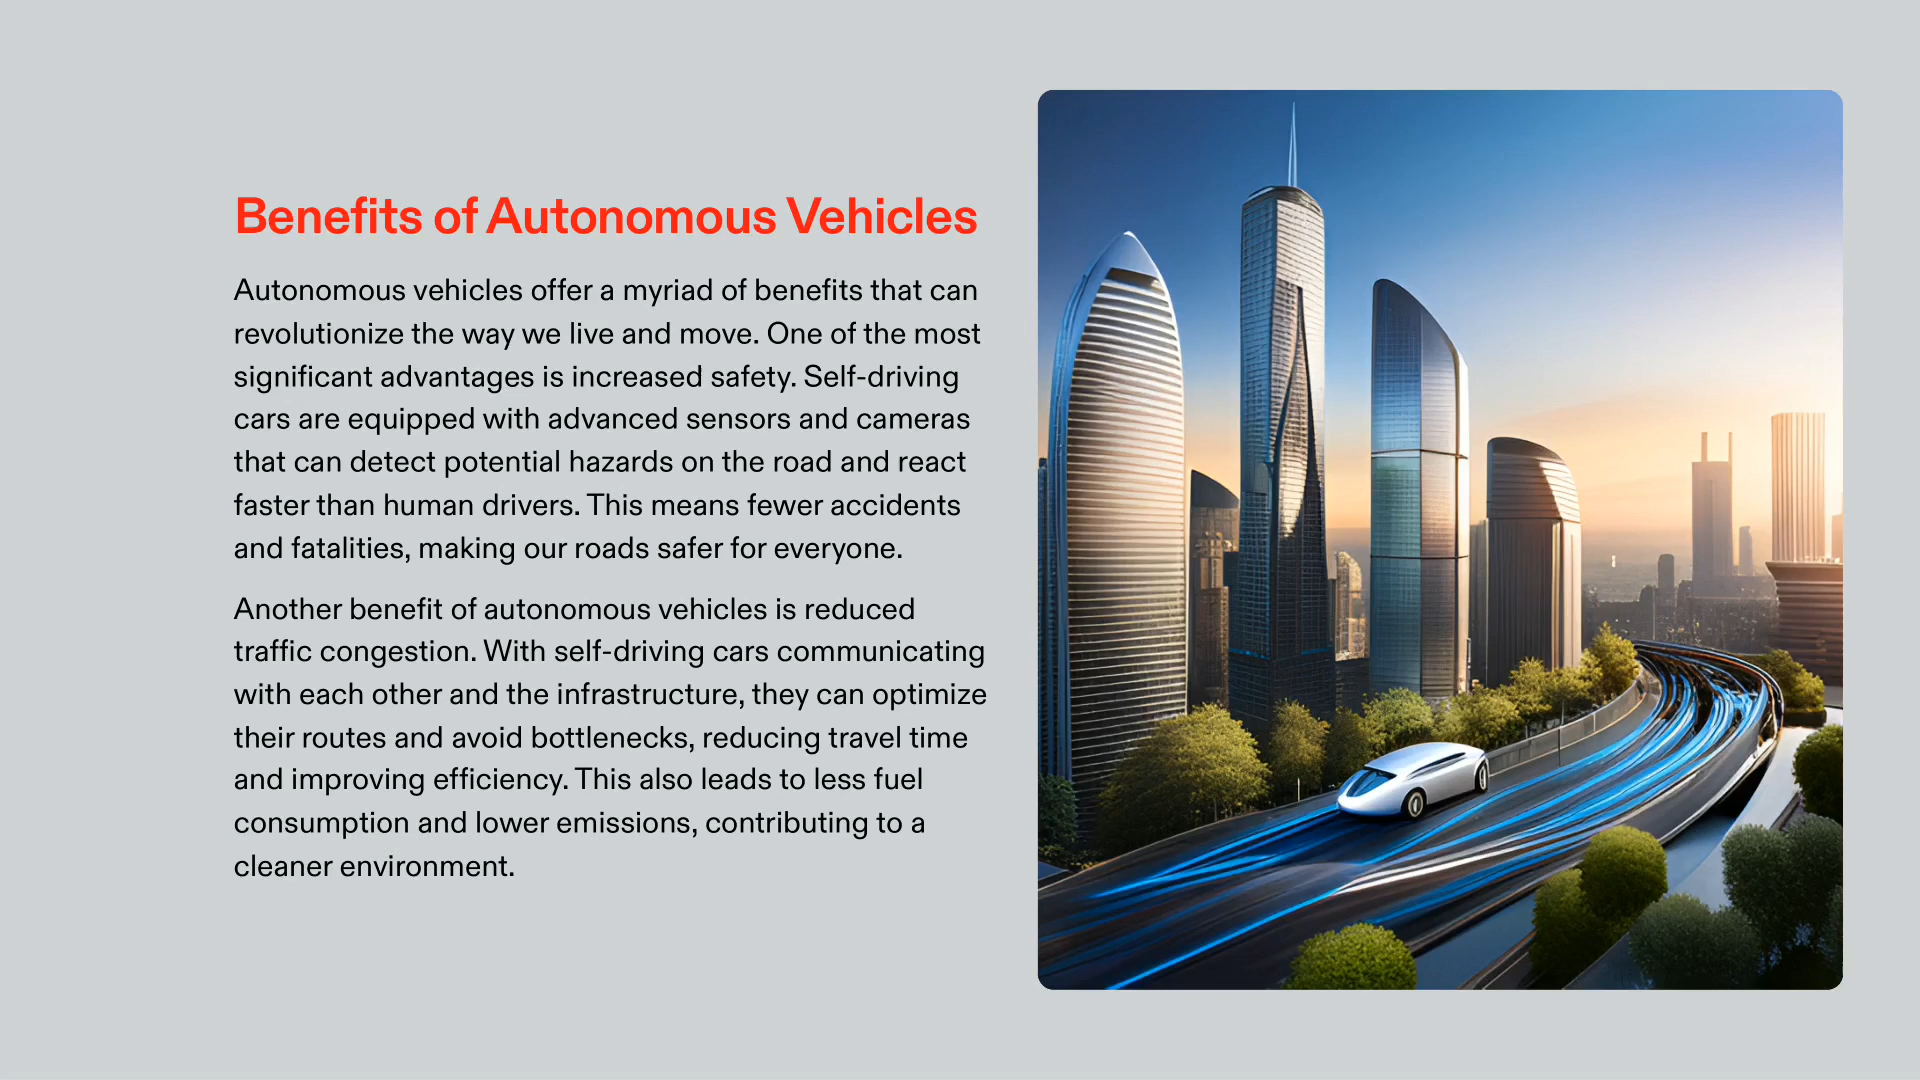 Benefits of Autonomous Vehicles
Autonomous vehicles offer a myriad of benefits that can
revolutionize the way we live and move. One of the most
significant advantages is increased safety. Self-driving
cars are equipped with advanced sensors and cameras
that can detect potential hazards on the road and react
faster than human drivers. This means fewer accidents
and fatalities, making our roads safer for everyone.
Another benefit of autonomous vehicles is reduced
traffic congestion. With self-driving cars communicating
with each other and the infrastructure, they can optimize
their routes and avoid bottlenecks, reducing travel time
and improving efficiency. This also leads to less fuel
consumption and lower emissions, contributing to a
cleaner environment.